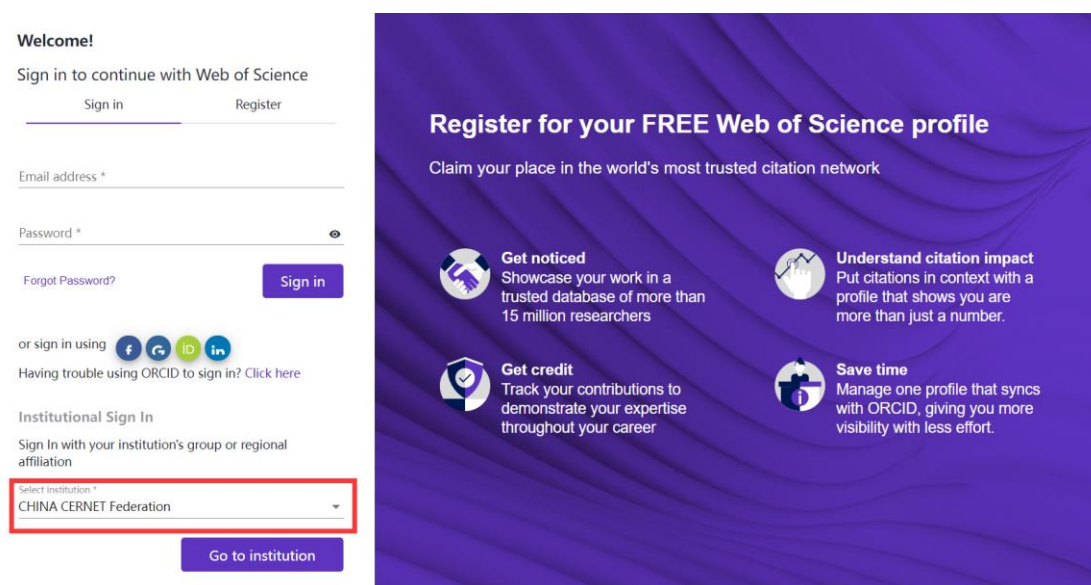 Welcome!
Sign in to continue with Web of Science
Sign in
Register
Email address *
Password *
Forgot Password?
Sign in
or sign in using
f G iD in
Having trouble using ORCID to sign in? Click here
Institutional Sign In
Sign In with your institution's group or regional
affiliation
Select institution *
CHINA CERNET Federation
Go to institution
Register for your FREE Web of Science profile
Claim your place in the world's most trusted citation network
Get noticed
Showcase your work in a
trusted database of more than
15 million researchers
Understand citation impact
Put citations in context with a
profile that shows you are
more than just a number.
Get credit
Track your contributions to
demonstrate your expertise
throughout your career
Save time
Manage one profile that syncs
with ORCID, giving you more
visibility with less effort.